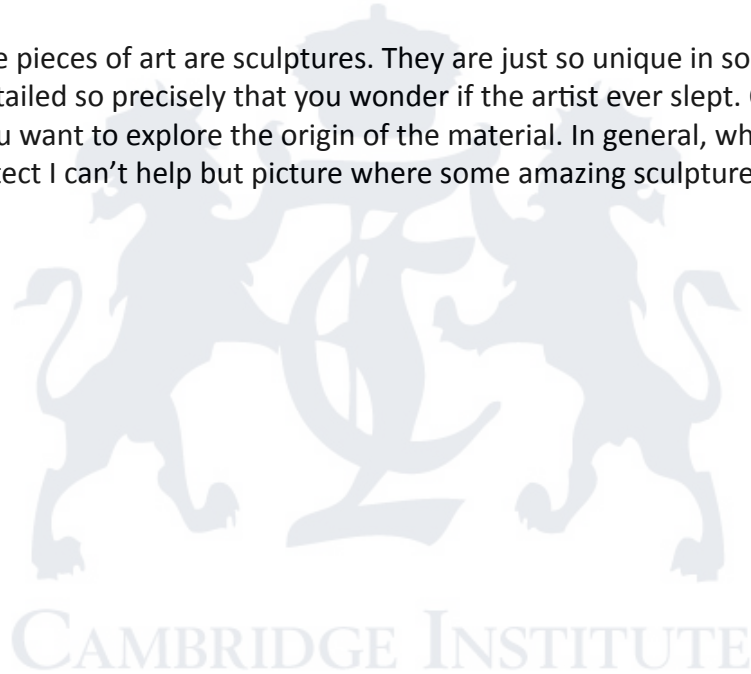 e pieces of art are sculptures. They are just so unique in so
tailed so precisely that you wonder if the artist ever slept.
u want to explore the origin of the material. In general, wh
tect I can’t help but picture where some amazing sculpture
CAMBRIDGE INSTITUTE